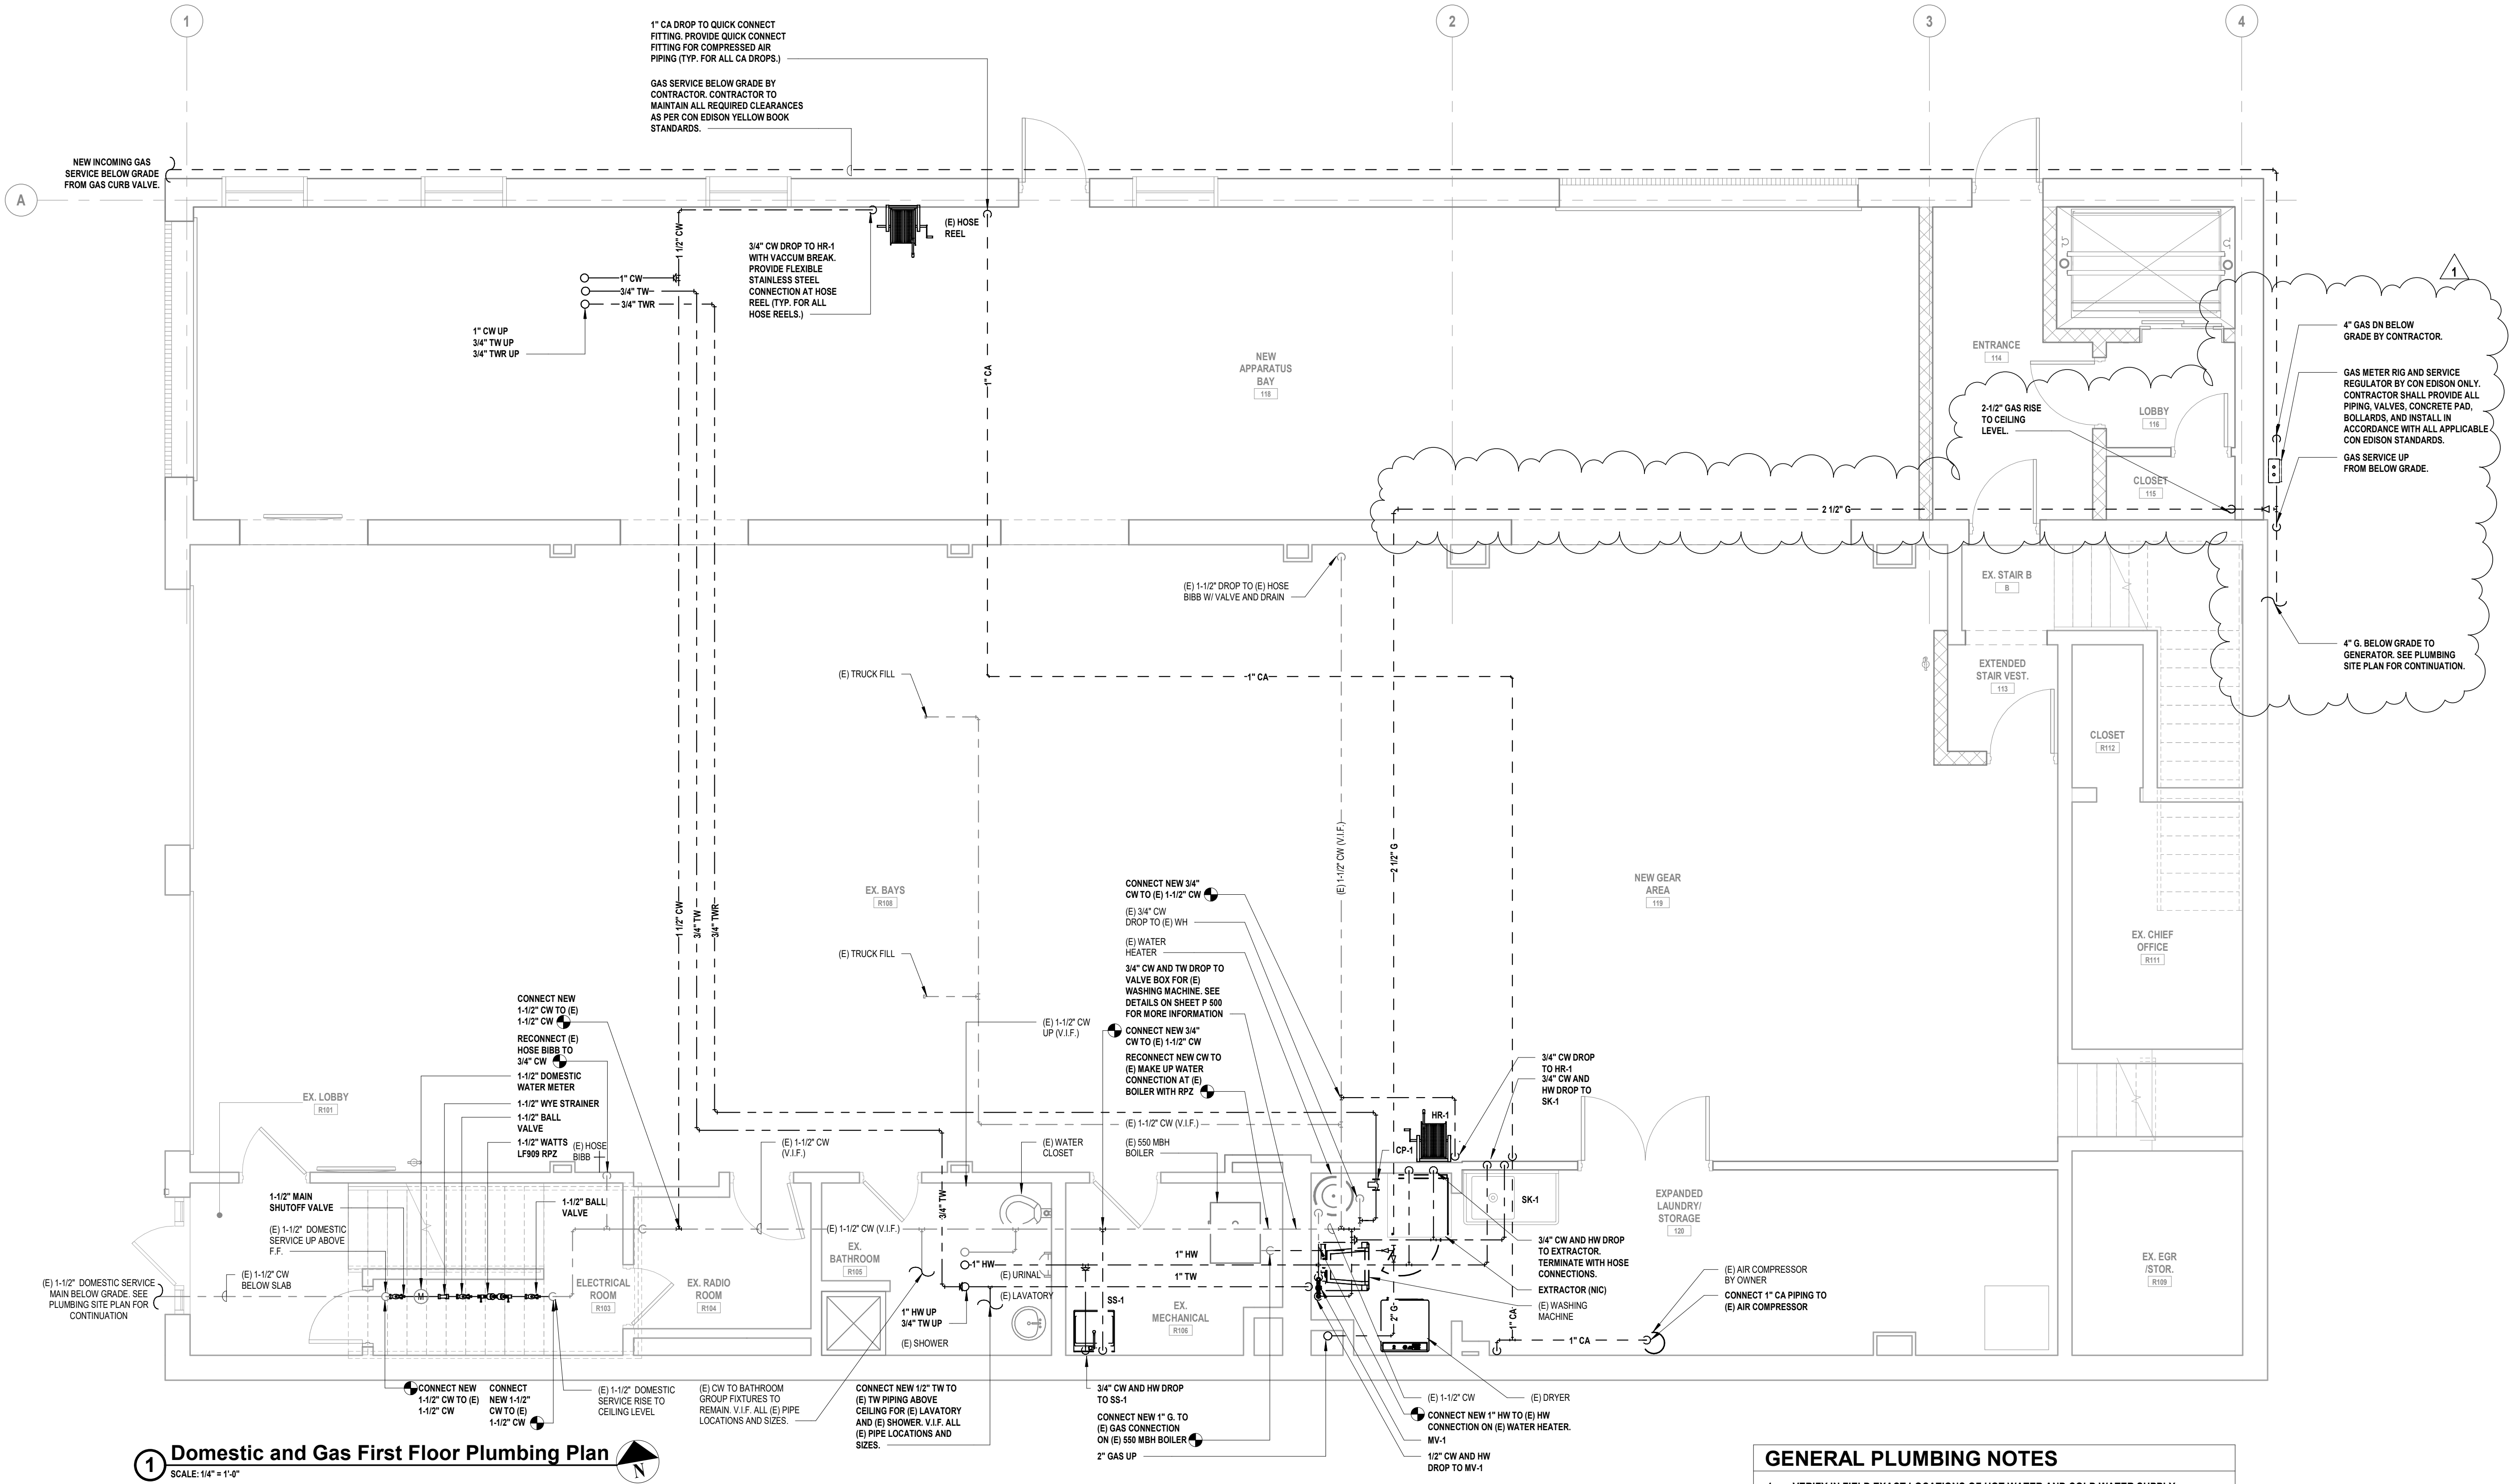 1
2
3
4
A
1" CA DROP TO QUICK CONNECT
FITTING. PROVIDE QUICK CONNECT
FITTING FOR COMPRESSED AIR
PIPING (TYP. FOR ALL CA DROPS.)
GAS SERVICE BELOW GRADE BY
CONTRACTOR. CONTRACTOR TO
MAINTAIN ALL REQUIRED CLEARANCES
AS PER CON EDISON YELLOW BOOK
STANDARDS.
NEW INCOMING GAS
SERVICE BELOW GRADE
FROM GAS CURB VALVE.
(E) HOSE
REEL
1 1/2" CW
3/4" CW DROP TO HR-1
WITH VACCUM BREAK.
PROVIDE FLEXIBLE
STAINLESS STEEL
CONNECTION AT HOSE
REEL (TYP. FOR ALL
HOSE REELS.)
1" CW
3/4" TW
3/4" TWR
1" CW UP
3/4" TW UP
3/4" TWR UP
1" CA
NEW
APPARATUS
BAY
118
ENTRANCE
114
LOBBY
116
2-1/2" GAS RISE
TO CEILING
LEVEL.
CLOSET
115
1
4" GAS DN BELOW
GRADE BY CONTRACTOR.
GAS METER RIG AND SERVICE
REGULATOR BY CON EDISON ONLY.
CONTRACTOR SHALL PROVIDE ALL
PIPING, VALVES, CONCRETE PAD,
BOLLARDS, AND INSTALL IN
ACCORDANCE WITH ALL APPLICABLE
CON EDISON STANDARDS.
GAS SERVICE UP
FROM BELOW GRADE.
2 1/2" G
(E) 1-1/2" DROP TO (E) HOSE
BIBB W/ VALVE AND DRAIN
EX. STAIR B
B
4" G. BELOW GRADE TO
GENERATOR. SEE PLUMBING
SITE PLAN FOR CONTINUATION.
EXTENDED
STAIR VEST.
113
(E) TRUCK FILL
1" CA
CLOSET
R112
(E) 1-1/2" CW (V.I.F.)
2 1/2" G
EX. BAYS
R108
NEW GEAR
AREA
119
1 1/2" CW
3/4" TW
3/4" TWR
CONNECT NEW 3/4"
CW TO (E) 1-1/2" CW
(E) 3/4" CW
DROP TO (E) WH
(E) WATER
HEATER
3/4" CW AND TW DROP TO
VALVE BOX FOR (E)
WASHING MACHINE. SEE
DETAILS ON SHEET P 500
FOR MORE INFORMATION
CONNECT NEW 3/4"
CW TO (E) 1-1/2" CW
RECONNECT NEW CW TO
(E) MAKE UP WATER
CONNECTION AT (E)
BOILER WITH RPZ
EX. CHIEF
OFFICE
R111
(E) TRUCK FILL
CONNECT NEW
1-1/2" CW TO (E)
1-1/2" CW
RECONNECT (E)
HOSE BIBB TO
3/4" CW
1-1/2" DOMESTIC
WATER METER
1-1/2" WYE STRAINER
1-1/2" BALL
VALVE
1-1/2" WATTS
LF909 RPZ
(E) HOSE
BIBB
(E) 1-1/2" CW
UP (V.I.F.)
3/4" CW DROP
TO HR-1
3/4" CW AND
HW DROP TO
SK-1
EX. LOBBY
R101
(E) 1-1/2" CW (V.I.F.)
HR-1
CP-1
(E) 1-1/2" CW
(V.I.F.)
(E) WATER
CLOSET
(E) 550 MBH
BOILER
1-1/2" MAIN
SHUTOFF VALVE
1-1/2" BALL
VALVE
(E) 1-1/2" DOMESTIC
SERVICE UP ABOVE
F.F.
3/4" TW
(E) 1-1/2" CW (V.I.F.)
SK-1
EXPANDED
LAUNDRY/
STORAGE
120
EX.
BATHROOM
R105
1" HW
1" HW
1" TW
3/4" CW AND HW DROP
TO EXTRACTOR.
TERMINATE WITH HOSE
CONNECTIONS.
EX. EGR
/STOR.
R109
(E) 1-1/2" DOMESTIC SERVICE
MAIN BELOW GRADE. SEE
PLUMBING SITE PLAN FOR
CONTINUATION
(E) 1-1/2" CW
BELOW SLAB
M
ELECTRICAL
ROOM
R103
EX. RADIO
ROOM
R104
(E) URINAL
(E) LAVATORY
EXTRACTOR (NIC)
(E) WASHING
MACHINE
(E) AIR COMPRESSOR
BY OWNER
CONNECT 1" CA PIPING TO
(E) AIR COMPRESSOR
1" HW UP
3/4" TW UP
(E) SHOWER
SS-1
EX.
MECHANICAL
R106
2" G
1" CA
1" CA
CONNECT NEW
1-1/2" CW TO (E)
1-1/2" CW
CONNECT
NEW 1-1/2"
CW TO (E)
1-1/2" CW
(E) 1-1/2" DOMESTIC
SERVICE RISE TO
CEILING LEVEL
(E) CW TO BATHROOM
GROUP FIXTURES TO
REMAIN. V.I.F. ALL (E) PIPE
LOCATIONS AND SIZES.
CONNECT NEW 1/2" TW TO
(E) TW PIPING ABOVE
CEILING FOR (E) LAVATORY
AND (E) SHOWER. V.I.F. ALL
(E) PIPE LOCATIONS AND
SIZES.
3/4" CW AND HW DROP
TO SS-1
CONNECT NEW 1" G. TO
(E) GAS CONNECTION
ON (E) 550 MBH BOILER
2" GAS UP
(E) 1-1/2" CW
(E) DRYER
CONNECT NEW 1" HW TO (E) HW
CONNECTION ON (E) WATER HEATER.
MV-1
1/2" CW AND HW
DROP TO MV-1
1
Domestic and Gas First Floor Plumbing Plan
SCALE: 1/4" = 1'-0"
N
GENERAL PLUMBING NOTES